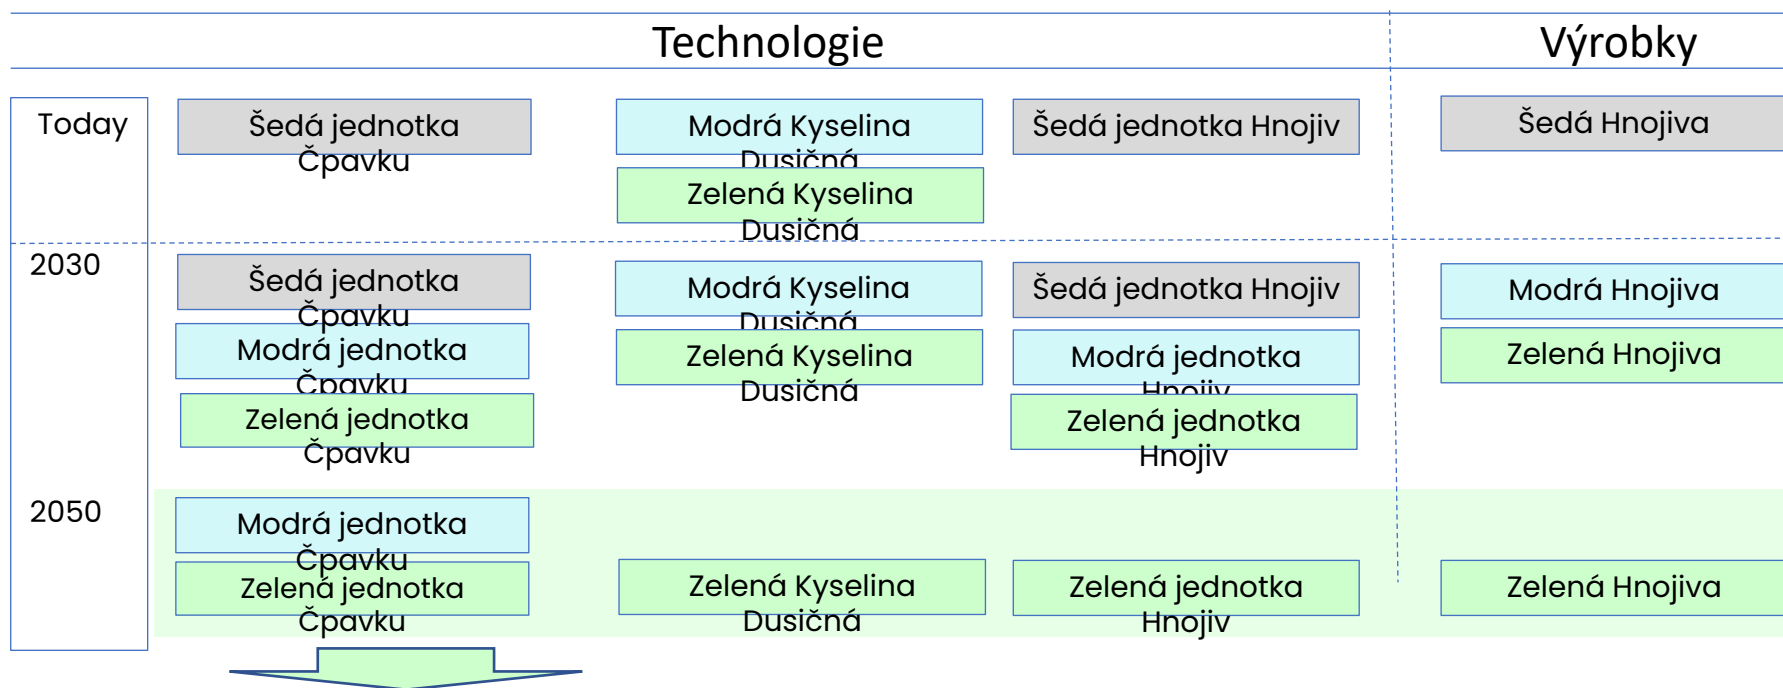 Technologie
Výrobky
Today
Šedá jednotka
Čpavku
Modrá Kyselina
Dusičná
Šedá jednotka Hnojiv
Šedá Hnojiva
Zelená Kyselina
Dusičná
2030
Šedá jednotka
Čpavku
Modrá Kyselina
Dusičná
Šedá jednotka Hnojiv
Modrá Hnojiva
Modrá jednotka
Čpavku
Zelená Kyselina
Dusičná
Modrá jednotka
Hnojiv
Zelená Hnojiva
Zelená jednotka
Čpavku
Zelená jednotka
Hnojiv
2050
Modrá jednotka
Čpavku
Zelená jednotka
Čpavku
Zelená Kyselina
Dusičná
Zelená jednotka
Hnojiv
Zelená Hnojiva